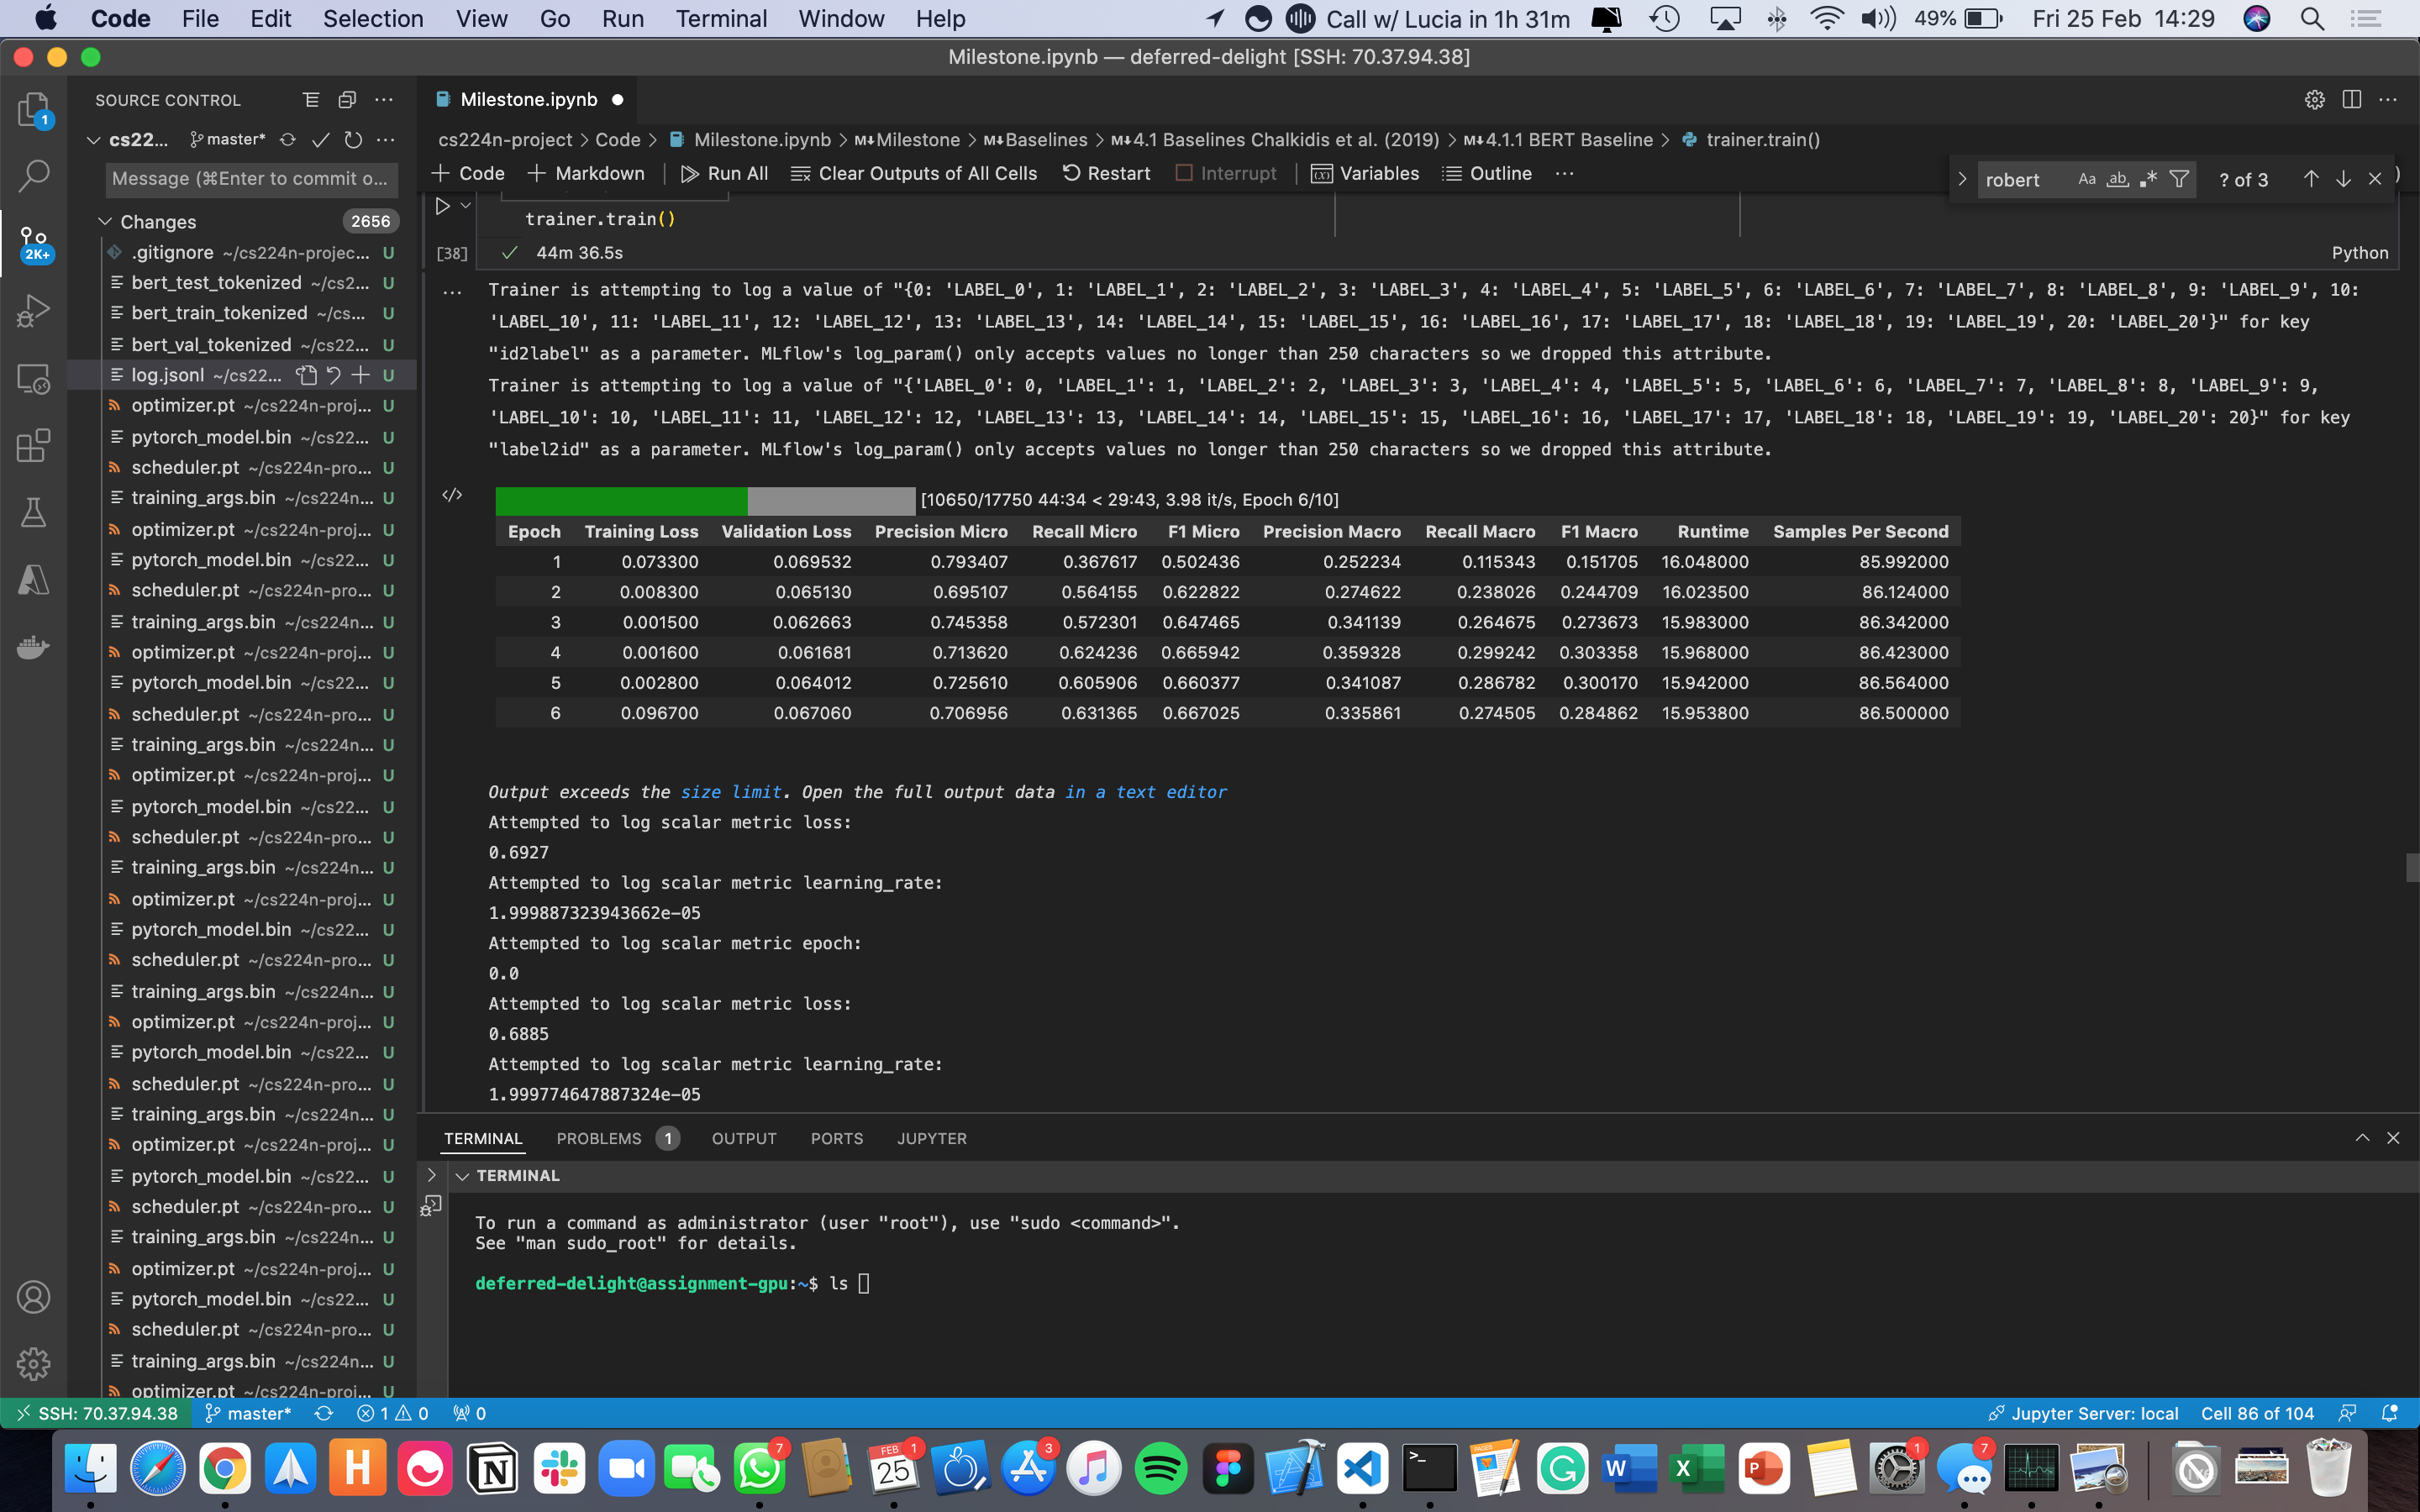 Code File Edit Selection View Go Run Terminal Window Help Call w/ Lucia in 1h 31m 49% Fri 25 Feb 14:29
Milestone.ipynb — deferred-delight [SSH: 70.37.94.38]
SOURCE CONTROL
cs22... master*
Message (⌘Enter to commit o...
Changes 2656
.gitignore ~/cs224n-projec... U
bert_test_tokenized ~/cs2... U
bert_train_tokenized ~/cs... U
bert_val_tokenized ~/cs22... U
log.jsonl ~/cs22... U
optimizer.pt ~/cs224n-proj... U
pytorch_model.bin ~/cs22... U
scheduler.pt ~/cs224n-pro... U
training_args.bin ~/cs224n... U
optimizer.pt ~/cs224n-proj... U
pytorch_model.bin ~/cs22... U
scheduler.pt ~/cs224n-pro... U
training_args.bin ~/cs224n... U
optimizer.pt ~/cs224n-proj... U
pytorch_model.bin ~/cs22... U
scheduler.pt ~/cs224n-pro... U
training_args.bin ~/cs224n... U
optimizer.pt ~/cs224n-proj... U
pytorch_model.bin ~/cs22... U
scheduler.pt ~/cs224n-pro... U
training_args.bin ~/cs224n... U
optimizer.pt ~/cs224n-proj... U
pytorch_model.bin ~/cs22... U
scheduler.pt ~/cs224n-pro... U
training_args.bin ~/cs224n... U
optimizer.pt ~/cs224n-proj... U
pytorch_model.bin ~/cs22... U
scheduler.pt ~/cs224n-pro... U
training_args.bin ~/cs224n... U
optimizer.pt ~/cs224n-proj... U
pytorch_model.bin ~/cs22... U
scheduler.pt ~/cs224n-pro... U
training_args.bin ~/cs224n... U
optimizer.pt ~/cs224n-proj... U
pytorch_model.bin ~/cs22... U
scheduler.pt ~/cs224n-pro... U
training_args.bin ~/cs224n... U
optimizer.pt ~/cs224n-proj... U
1
2K+
Milestone.ipynb
cs224n-project > Code > Milestone.ipynb > M↓Milestone > M↓Baselines > M↓4.1 Baselines Chalkidis et al. (2019) > M↓4.1.1 BERT Baseline > trainer.train()
+ Code + Markdown Run All Clear Outputs of All Cells Restart Interrupt Variables Outline ...
robert Aa ab .* ? of 3
trainer.train()
[38] ✓ 44m 36.5s Python
Trainer is attempting to log a value of "{0: 'LABEL_0', 1: 'LABEL_1', 2: 'LABEL_2', 3: 'LABEL_3', 4: 'LABEL_4', 5: 'LABEL_5', 6: 'LABEL_6', 7: 'LABEL_7', 8: 'LABEL_8', 9: 'LABEL_9', 10:
'LABEL_10', 11: 'LABEL_11', 12: 'LABEL_12', 13: 'LABEL_13', 14: 'LABEL_14', 15: 'LABEL_15', 16: 'LABEL_16', 17: 'LABEL_17', 18: 'LABEL_18', 19: 'LABEL_19', 20: 'LABEL_20'}" for key
"id2label" as a parameter. MLflow's log_param() only accepts values no longer than 250 characters so we dropped this attribute.
Trainer is attempting to log a value of "{'LABEL_0': 0, 'LABEL_1': 1, 'LABEL_2': 2, 'LABEL_3': 3, 'LABEL_4': 4, 'LABEL_5': 5, 'LABEL_6': 6, 'LABEL_7': 7, 'LABEL_8': 8, 'LABEL_9': 9,
'LABEL_10': 10, 'LABEL_11': 11, 'LABEL_12': 12, 'LABEL_13': 13, 'LABEL_14': 14, 'LABEL_15': 15, 'LABEL_16': 16, 'LABEL_17': 17, 'LABEL_18': 18, 'LABEL_19': 19, 'LABEL_20': 20}" for key
"label2id" as a parameter. MLflow's log_param() only accepts values no longer than 250 characters so we dropped this attribute.
[10650/17750 44:34 < 29:43, 3.98 it/s, Epoch 6/10]
Epoch Training Loss Validation Loss Precision Micro Recall Micro F1 Micro Precision Macro Recall Macro F1 Macro Runtime Samples Per Second
1 0.073300 0.069532 0.793407 0.367617 0.502436 0.252234 0.115343 0.151705 16.048000 85.992000
2 0.008300 0.065130 0.695107 0.564155 0.622822 0.274622 0.238026 0.244709 16.023500 86.124000
3 0.001500 0.062663 0.745358 0.572301 0.647465 0.341139 0.264675 0.273673 15.983000 86.342000
4 0.001600 0.061681 0.713620 0.624236 0.665942 0.359328 0.299242 0.303358 15.968000 86.423000
5 0.002800 0.064012 0.725610 0.605906 0.660377 0.341087 0.286782 0.300170 15.942000 86.564000
6 0.096700 0.067060 0.706956 0.631365 0.667025 0.335861 0.274505 0.284862 15.953800 86.500000
Output exceeds the size limit. Open the full output data in a text editor
Attempted to log scalar metric loss:
0.6927
Attempted to log scalar metric learning_rate:
1.999887323943662e-05
Attempted to log scalar metric epoch:
0.0
Attempted to log scalar metric loss:
0.6885
Attempted to log scalar metric learning_rate:
1.999774647887324e-05
TERMINAL PROBLEMS 1 OUTPUT PORTS JUPYTER
TERMINAL
To run a command as administrator (user "root"), use "sudo <command>".
See "man sudo_root" for details.
deferred-delight@assignment-gpu:~$ ls
SSH: 70.37.94.38 master* 1 0 0 Jupyter Server: local Cell 86 of 104
H N 7 FEB 25 1 3 >_ PAGES G W X P 1 7